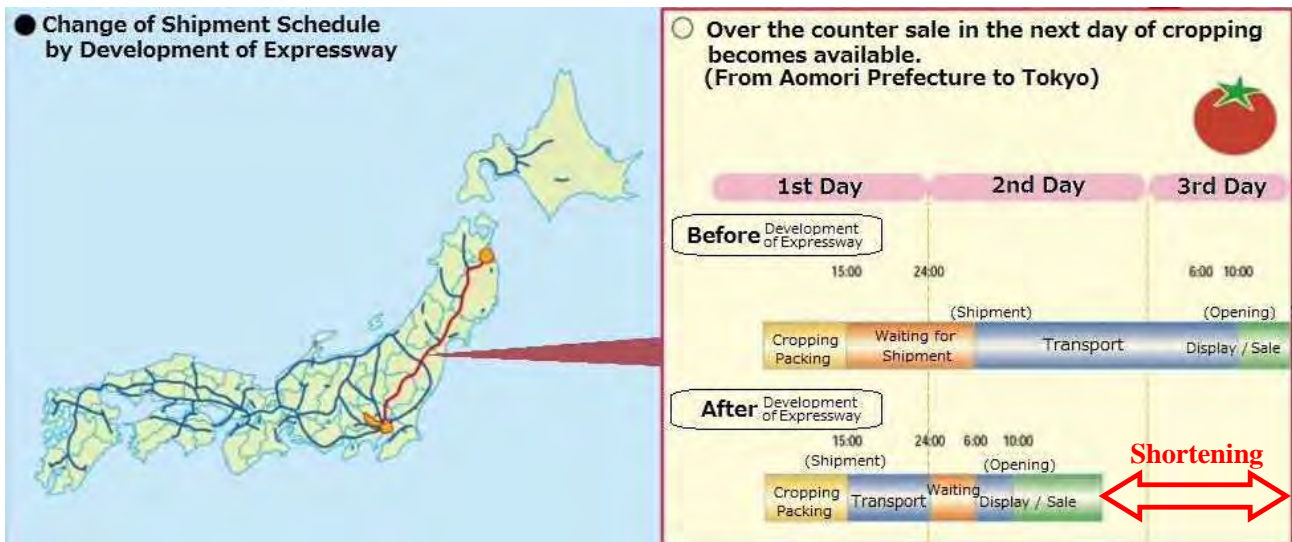 ● Change of Shipment Schedule
by Development of Expressway
○ Over the counter sale in the next day of cropping
becomes available.
(From Aomori Prefecture to Tokyo)
1st Day 2nd Day 3rd Day
Before Development
of Expressway
15:00 24:00 6:00 10:00
(Shipment) (Opening)
Cropping
Packing
Waiting for
Shipment
Transport
Display / Sale
After Development
of Expressway
15:00 24:00 6:00 10:00
(Shipment) (Opening)
Shortening
Cropping
Packing
Transport
Waiting
Display / Sale